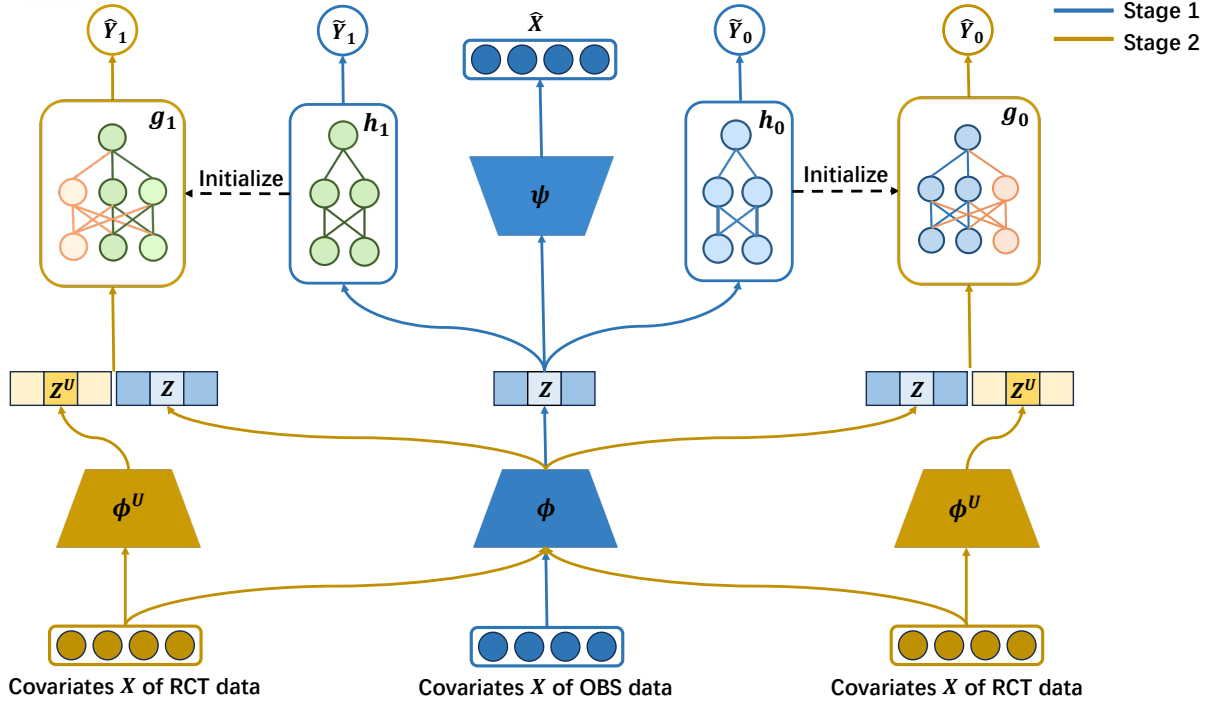 Ŷ₁
Ỹ₁
X̂
Ỹ₀
Ŷ₀
Stage 1
Stage 2
g₁
h₁
h₀
g₀
Initialize
ψ
Initialize
Zᵁ Z
Z
Z Zᵁ
ϕᵁ
ϕ
ϕᵁ
Covariates X of RCT data
Covariates X of OBS data
Covariates X of RCT data